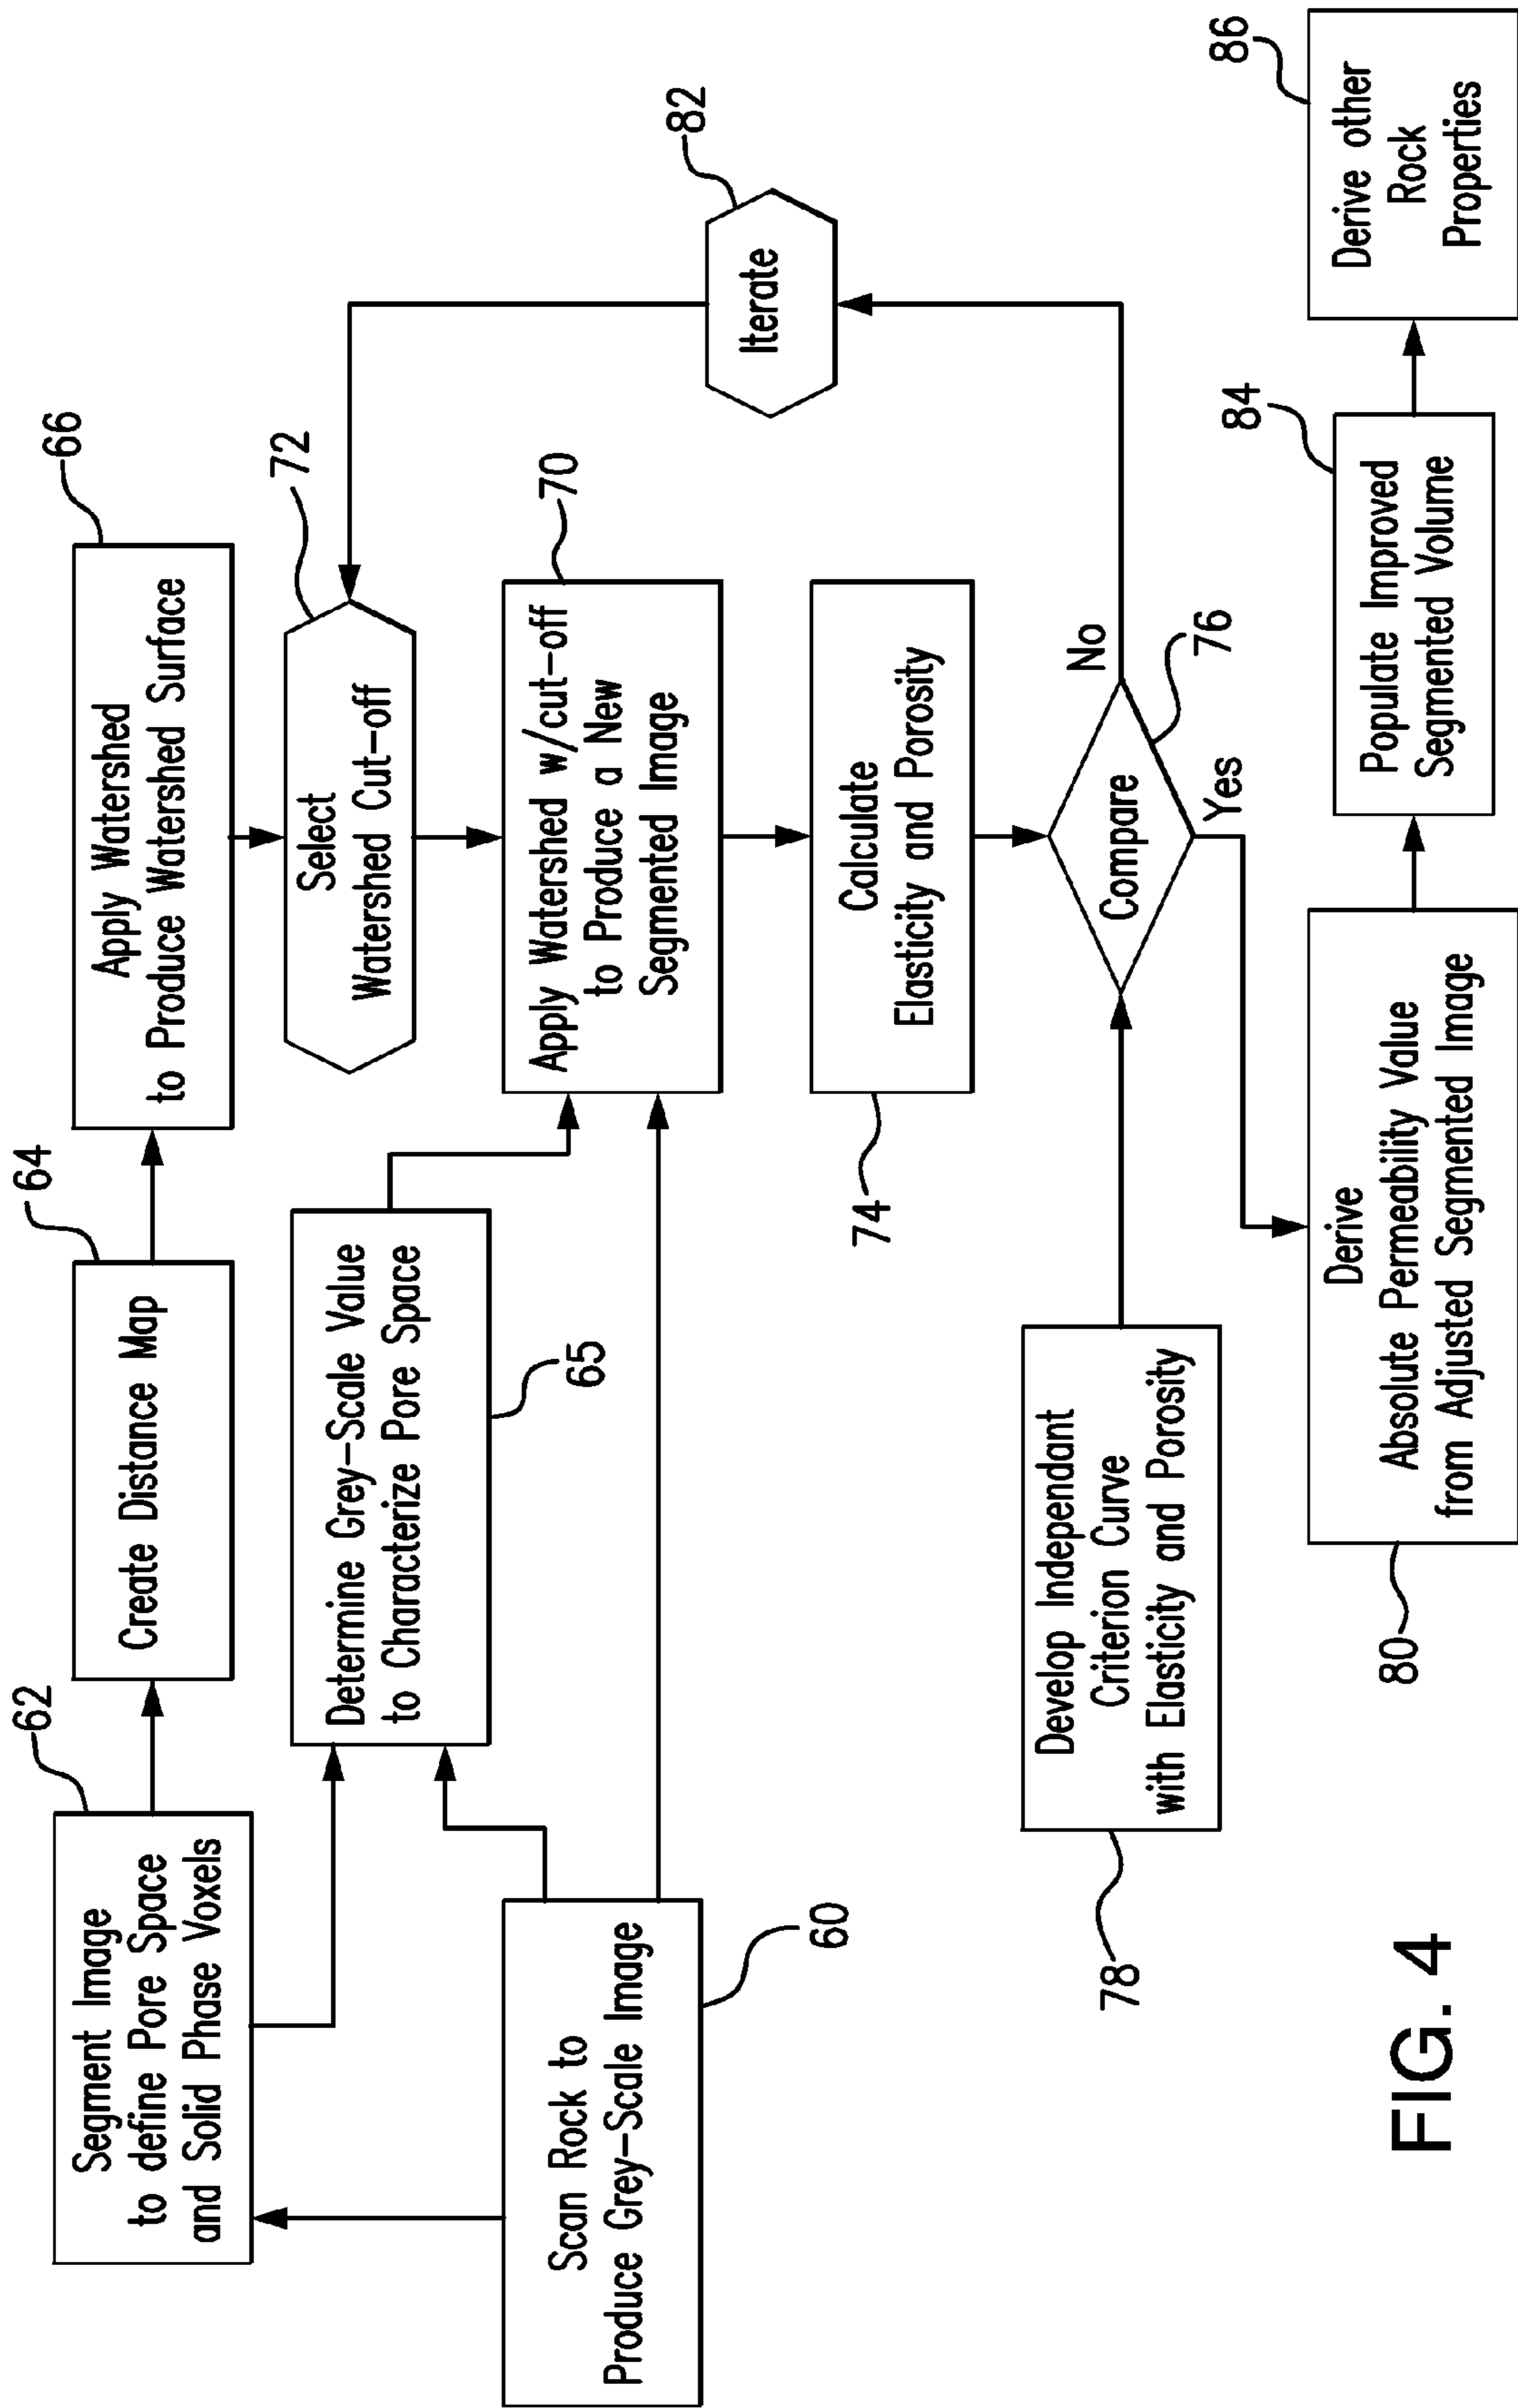 62
Segment Image
to define Pore Space
and Solid Phase Voxels
64
Create Distance Map
66
Apply Watershed
to Produce Watershed Surface
72
Select
Watershed Cut-off
65
Determine Grey-Scale Value
to Characterize Pore Space
60
Scan Rock to
Produce Grey-Scale Image
70
Apply Watershed w/cut-off
to Produce a New
Segmented Image
82
Iterate
74
Calculate
Elasticity and Porosity
78
Develop Independant
Criterion Curve
with Elasticity and Porosity
76
Compare
No
Yes
80
Derive
Absolute Permeability Value
from Adjusted Segmented Image
84
Populate Improved
Segmented Volume
86
Derive other
Rock
Properties
FIG. 4